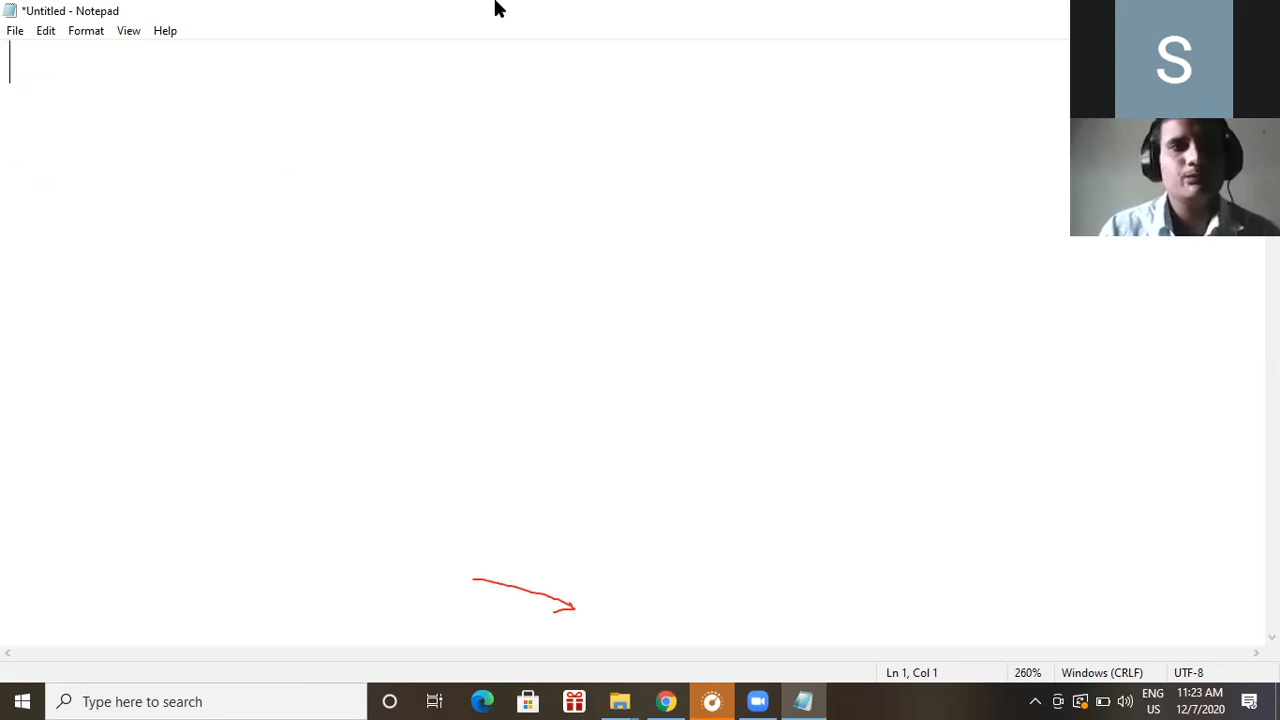 *Untitled - Notepad
File Edit Format View Help
S
Ln 1, Col 1 260% Windows (CRLF) UTF-8
Type here to search
ENG
US
11:23 AM
12/7/2020